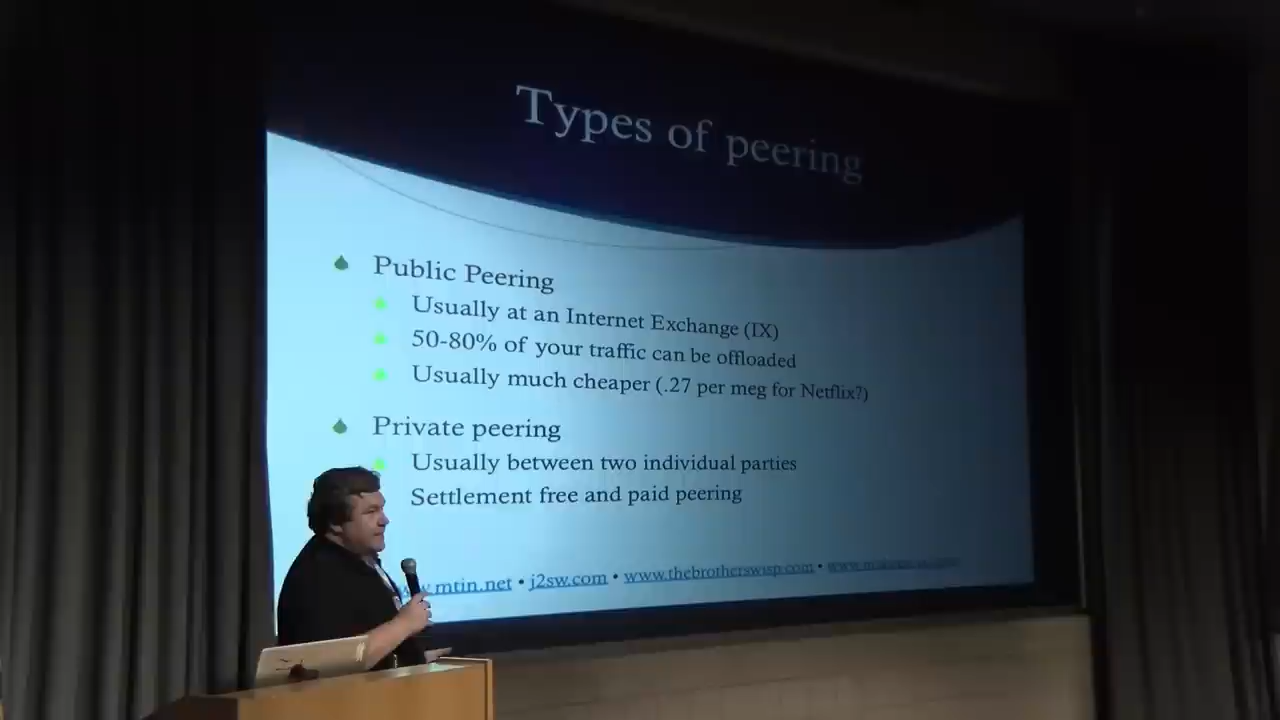 Types of peering
Public Peering
Usually at an Internet Exchange (IX)
50-80% of your traffic can be offloaded
Usually much cheaper (.27 per meg for Netflix?)
Private peering
Usually between two individual parties
Settlement free and paid peering
.mtin.net • j2sw.com • www.thebrotherswisp.com •